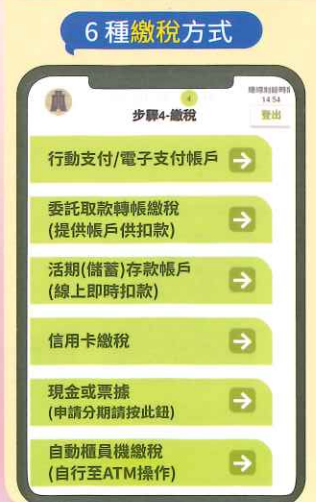 6種繳稅方式
4
14:54
步驟4-繳稅
登出
行動支付/電子支付帳戶
委託取款轉帳繳稅
(提供帳戶供扣款)
活期(儲蓄)存款帳戶
(線上即時扣款)
信用卡繳稅
現金或票據
(申請分期請按此鈕)
自動櫃員機繳稅
(自行至ATM操作)